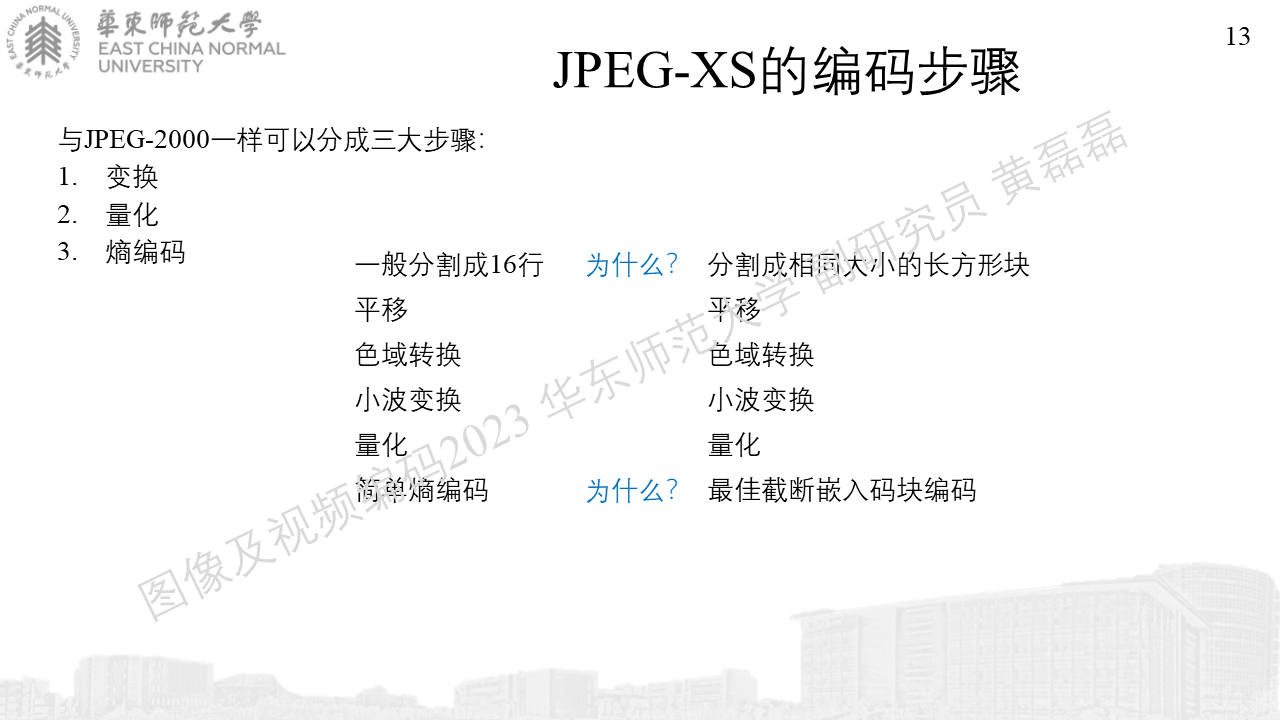 華東師範大學
EAST CHINA NORMAL
UNIVERSITY
EAST CHINA NORMAL UNIVERSITY
華東师范大学
13
JPEG-XS的编码步骤
与JPEG-2000一样可以分成三大步骤：
1. 变换
2. 量化
3. 熵编码
一般分割成16行 为什么？ 分割成相同大小的长方形块
平移 平移
色域转换 色域转换
小波变换 小波变换
量化 量化
简单熵编码 为什么？ 最佳截断嵌入码块编码
图像及视频编码2023 华东师范大学 副研究员 黄磊磊